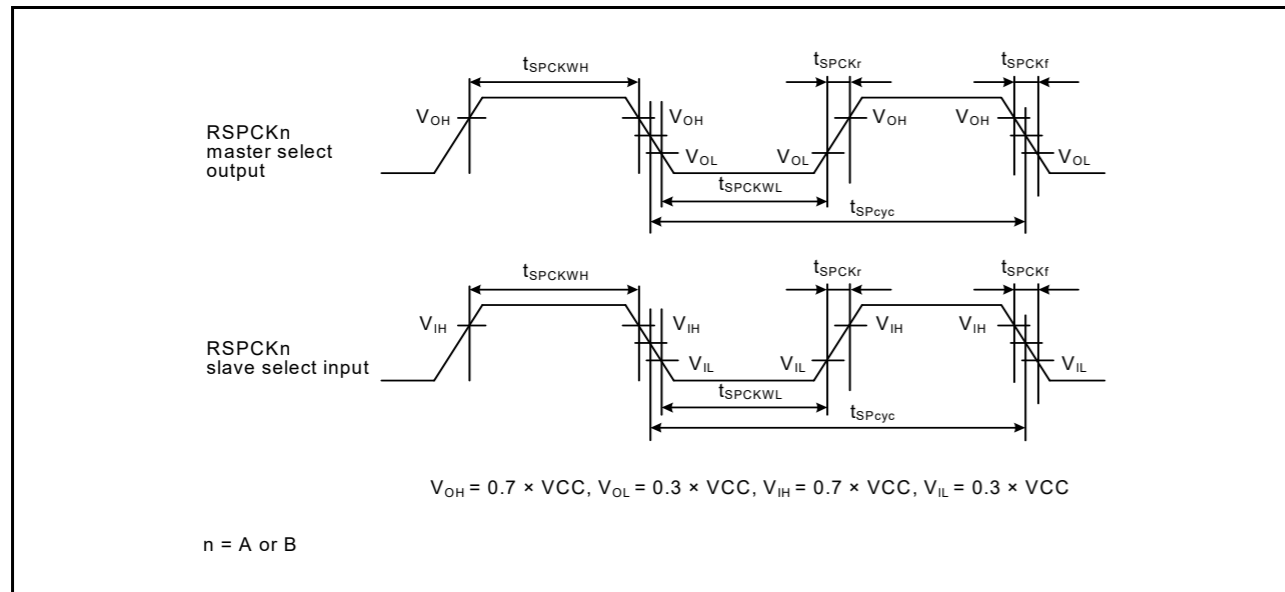 tSPCKWH
tSPCKr
tSPCKf
VOH
VOH
VOH
VOH
RSPCKn
master select
output
VOL
VOL
VOL
tSPCKWL
tSPcyc
tSPCKWH
tSPCKr
tSPCKf
VIH
VIH
VIH
VIH
RSPCKn
slave select input
VIL
VIL
VIL
tSPCKWL
tSPcyc
VOH = 0.7 × VCC, VOL = 0.3 × VCC, VIH = 0.7 × VCC, VIL = 0.3 × VCC
n = A or B